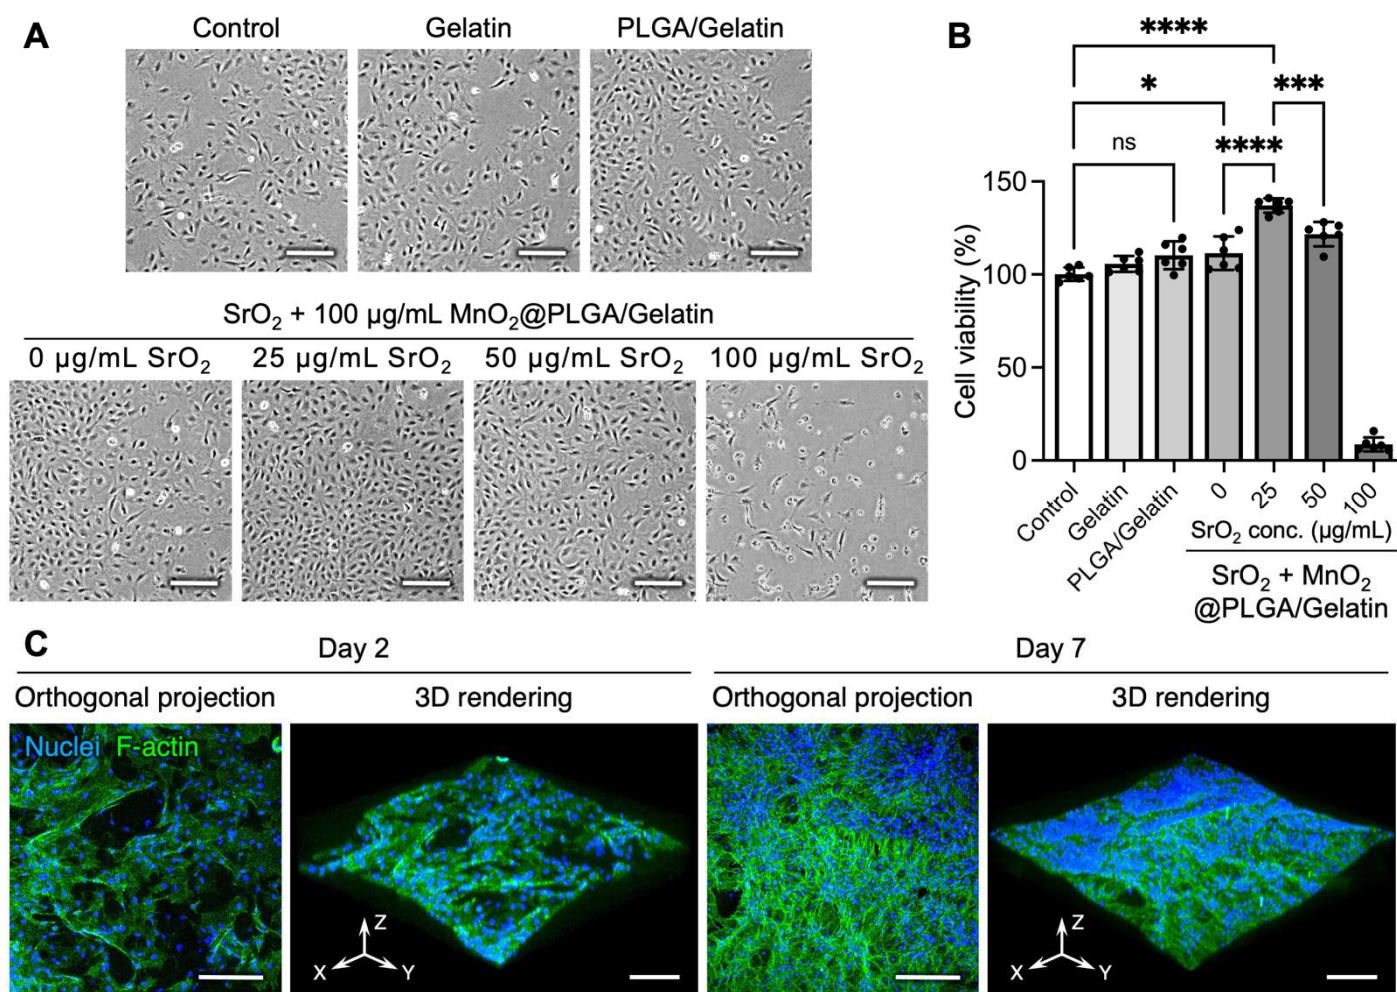 A
Control
Gelatin
PLGA/Gelatin
SrO₂ + 100 µg/mL MnO₂@PLGA/Gelatin
0 µg/mL SrO₂
25 µg/mL SrO₂
50 µg/mL SrO₂
100 µg/mL SrO₂
B
****
*
***
ns
****
Cell viability (%)
150
100
50
0
Control
Gelatin
PLGA/Gelatin
0
25
50
100
SrO₂ conc. (µg/mL)
SrO₂ + MnO₂
@PLGA/Gelatin
C
Day 2
Day 7
Orthogonal projection
3D rendering
Orthogonal projection
3D rendering
Nuclei F-actin
Z
X
Y
Z
X
Y